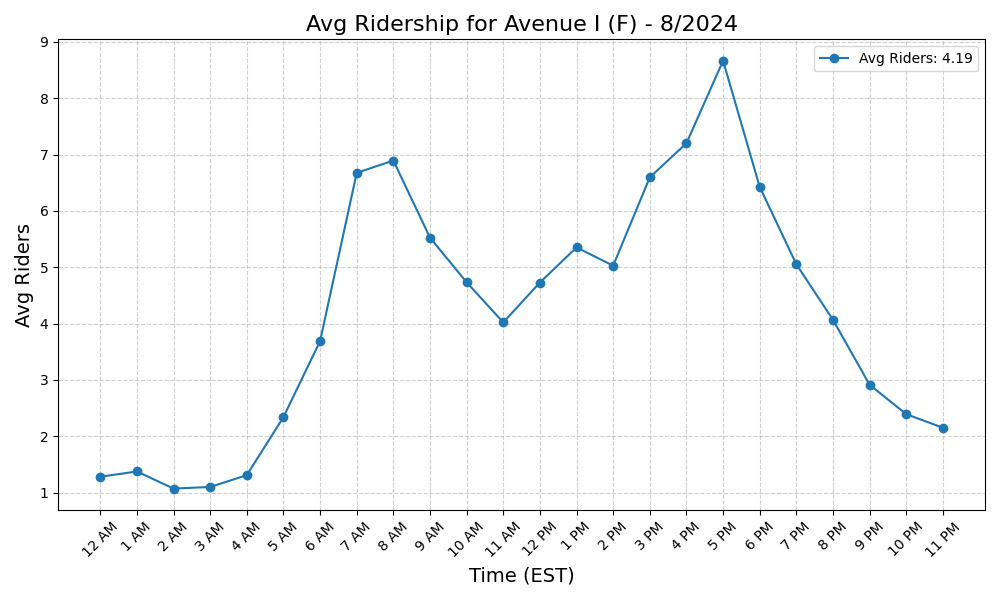 Avg Ridership for Avenue I (F) - 8/2024
Avg Riders: 4.19
Avg Riders
9
8
7
6
5
4
3
2
1
12 AM
1 AM
2 AM
3 AM
4 AM
5 AM
6 AM
7 AM
8 AM
9 AM
10 AM
11 AM
12 PM
1 PM
2 PM
3 PM
4 PM
5 PM
6 PM
7 PM
8 PM
9 PM
10 PM
11 PM
Time (EST)